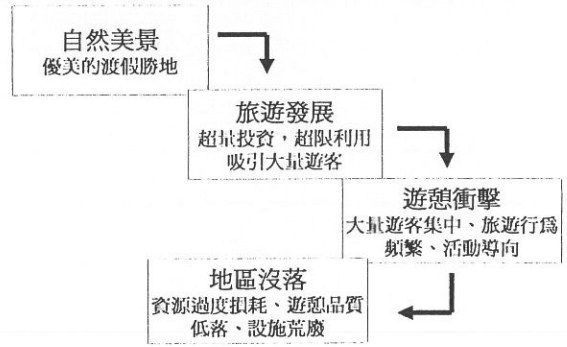 自然美景
優美的渡假勝地
旅遊發展
超量投資，超限利用
吸引大量遊客
遊憩衝擊
大量遊客集中、旅遊行為
頻繁、活動導向
地區沒落
資源過度損耗、遊憩品質
低落、設施荒廢